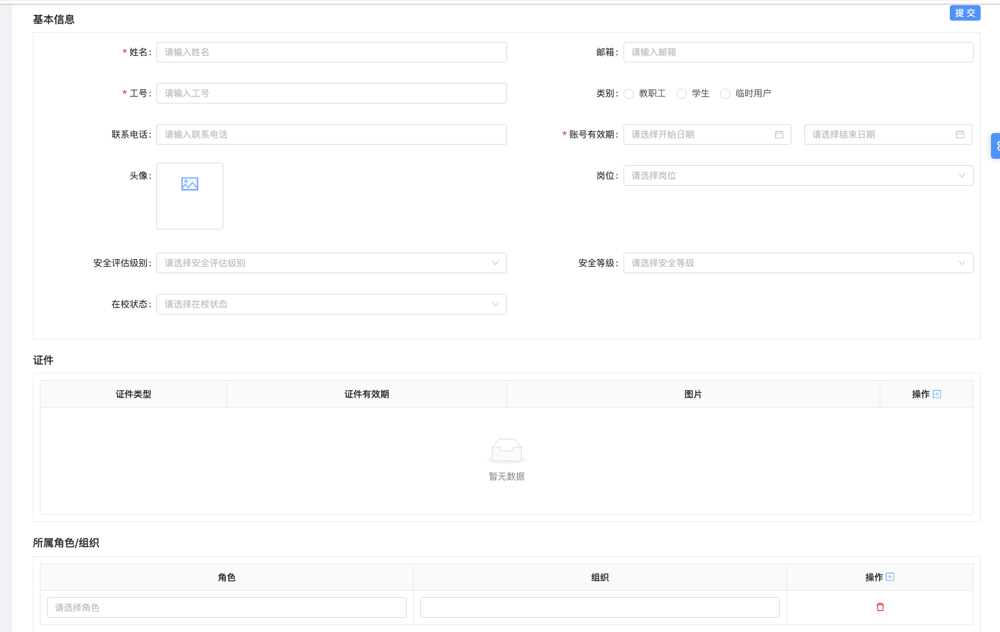 提 交
基本信息
* 姓名: 请输入姓名 邮箱: 请输入邮箱
* 工号: 请输入工号 类别: 教职工 学生 临时用户
联系电话: 请输入联系电话 * 账号有效期: 请选择开始日期 请选择结束日期
头像: 岗位: 请选择岗位
安全评估级别: 请选择安全评估级别 安全等级: 请选择安全等级
在校状态: 请选择在校状态
证件
证件类型 证件有效期 图片 操作
暂无数据
所属角色/组织
角色 组织 操作
请选择角色